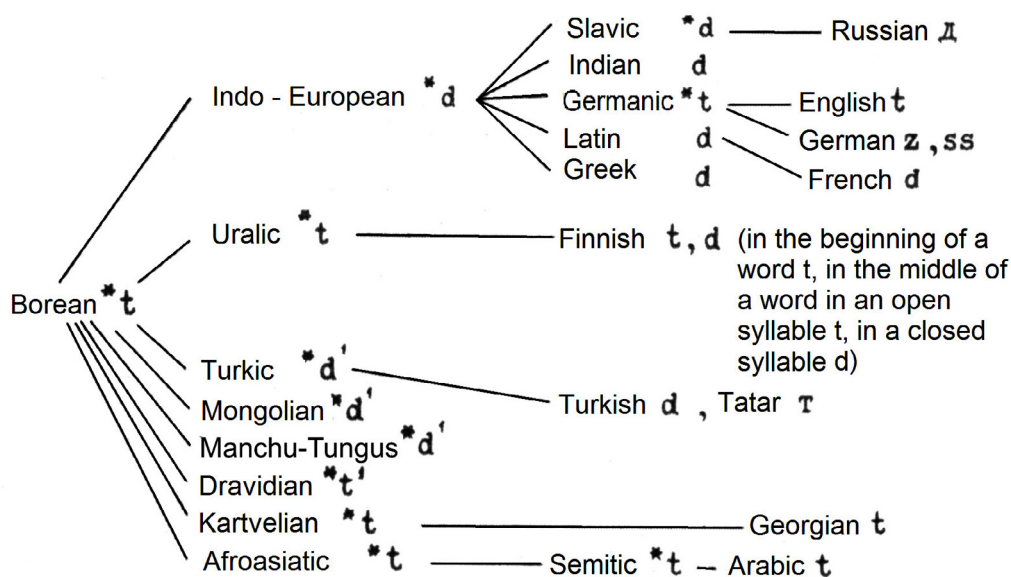 Slavic *d Russian д
Indo - European *d Indian d
Germanic *t English t
Latin d German z , ss
Greek d French d
Uralic *t Finnish t, d (in the beginning of a
word t, in the middle of
a word in an open
syllable t, in a closed
syllable d)
Borean *t
Turkic *d'
Turkish d , Tatar т
Mongolian *d'
Manchu-Tungus *d'
Dravidian *t'
Kartvelian *t Georgian t
Afroasiatic *t Semitic *t – Arabic t